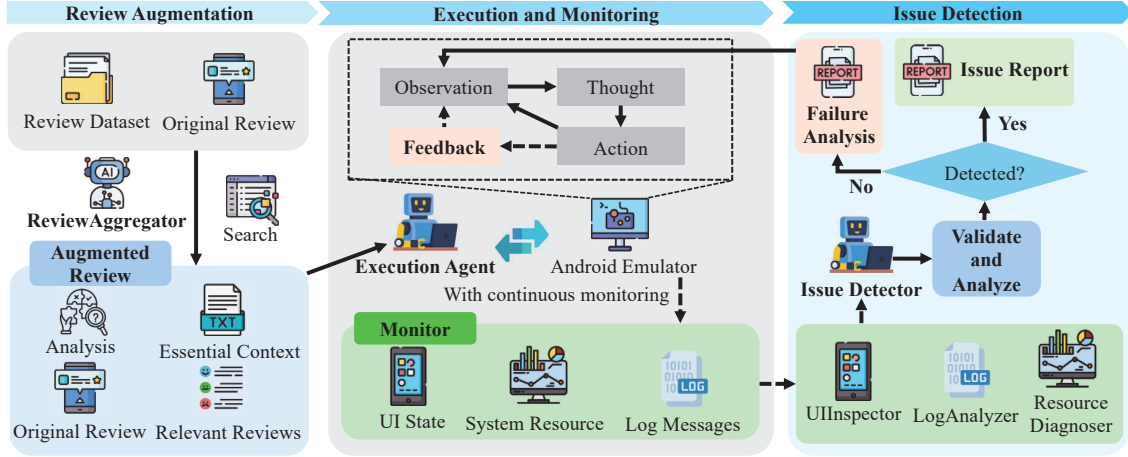 Review Augmentation
Execution and Monitoring
Issue Detection
Review Dataset
Original Review
AI
ReviewAggregator
Search
Augmented
Review
Analysis
TXT
Essential Context
Original Review
Relevant Reviews
Observation
Thought
Feedback
Action
Execution Agent
Android Emulator
With continuous monitoring
Monitor
UI State
System Resource
10101
LOG
Log Messages
REPORT
Failure
Analysis
REPORT
Issue Report
Yes
No
Detected?
Issue Detector
Validate
and
Analyze
UIInspector
10101
LOG
LogAnalyzer
Resource
Diagnoser